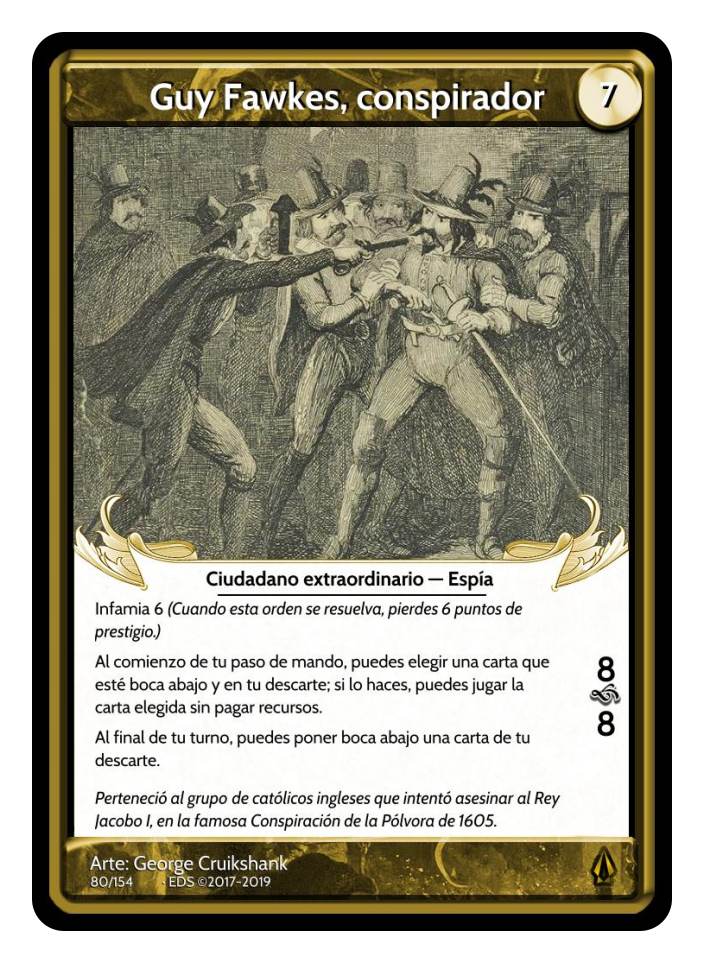 Guy Fawkes, conspirador
7
Ciudadano extraordinario — Espía
Infamia 6 (Cuando esta orden se resuelva, pierdes 6 puntos de
prestigio.)
Al comienzo de tu paso de mando, puedes elegir una carta que
esté boca abajo y en tu descarte; si lo haces, puedes jugar la
carta elegida sin pagar recursos.
Al final de tu turno, puedes poner boca abajo una carta de tu
descarte.
8
8
Perteneció al grupo de católicos ingleses que intentó asesinar al Rey
Jacobo I, en la famosa Conspiración de la Pólvora de 1605.
Arte: George Cruikshank
80/154 · EDS ©2017-2019